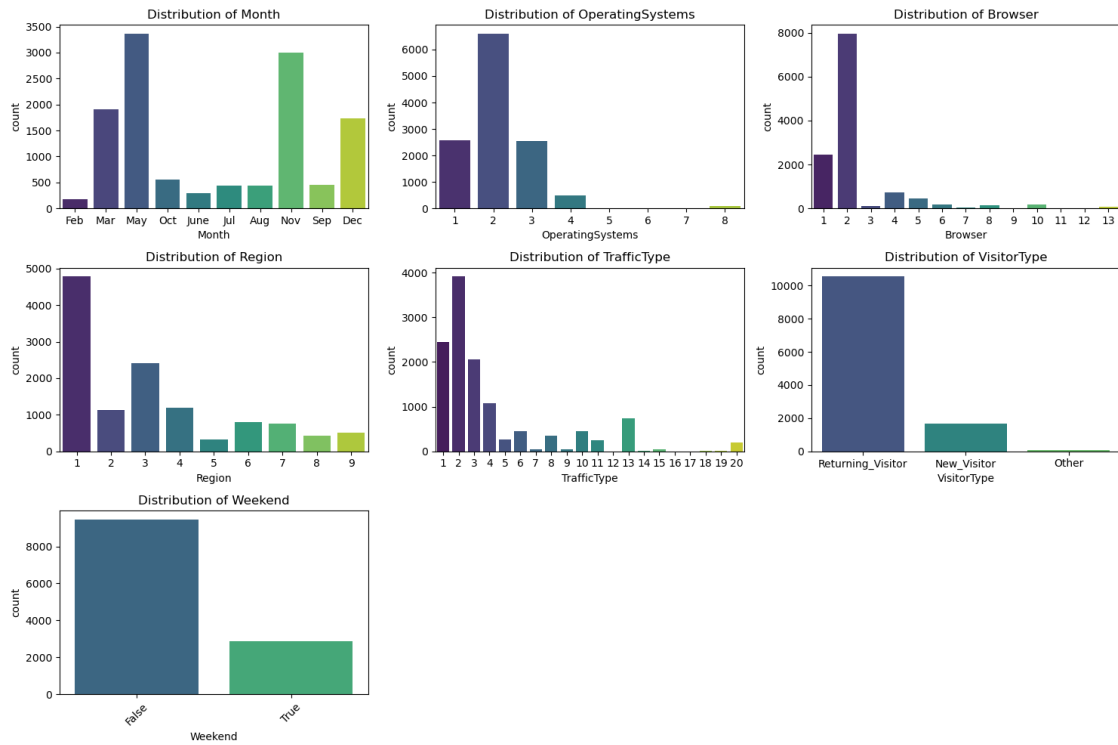 Distribution of Month
3500
3000
2500
2000
1500
1000
500
0
count
Feb Mar May Oct June Jul Aug Nov Sep Dec
Month
Distribution of OperatingSystems
6000
5000
4000
3000
2000
1000
0
count
1 2 3 4 5 6 7 8
OperatingSystems
Distribution of Browser
8000
6000
4000
2000
0
count
1 2 3 4 5 6 7 8 9 10 11 12 13
Browser
Distribution of Region
5000
4000
3000
2000
1000
0
count
1 2 3 4 5 6 7 8 9
Region
Distribution of TrafficType
4000
3000
2000
1000
0
count
1 2 3 4 5 6 7 8 9 10 11 12 13 14 15 16 17 18 19 20
TrafficType
Distribution of VisitorType
10000
8000
6000
4000
2000
0
count
Returning_Visitor New_Visitor Other
VisitorType
Distribution of Weekend
8000
6000
4000
2000
0
count
False True
Weekend